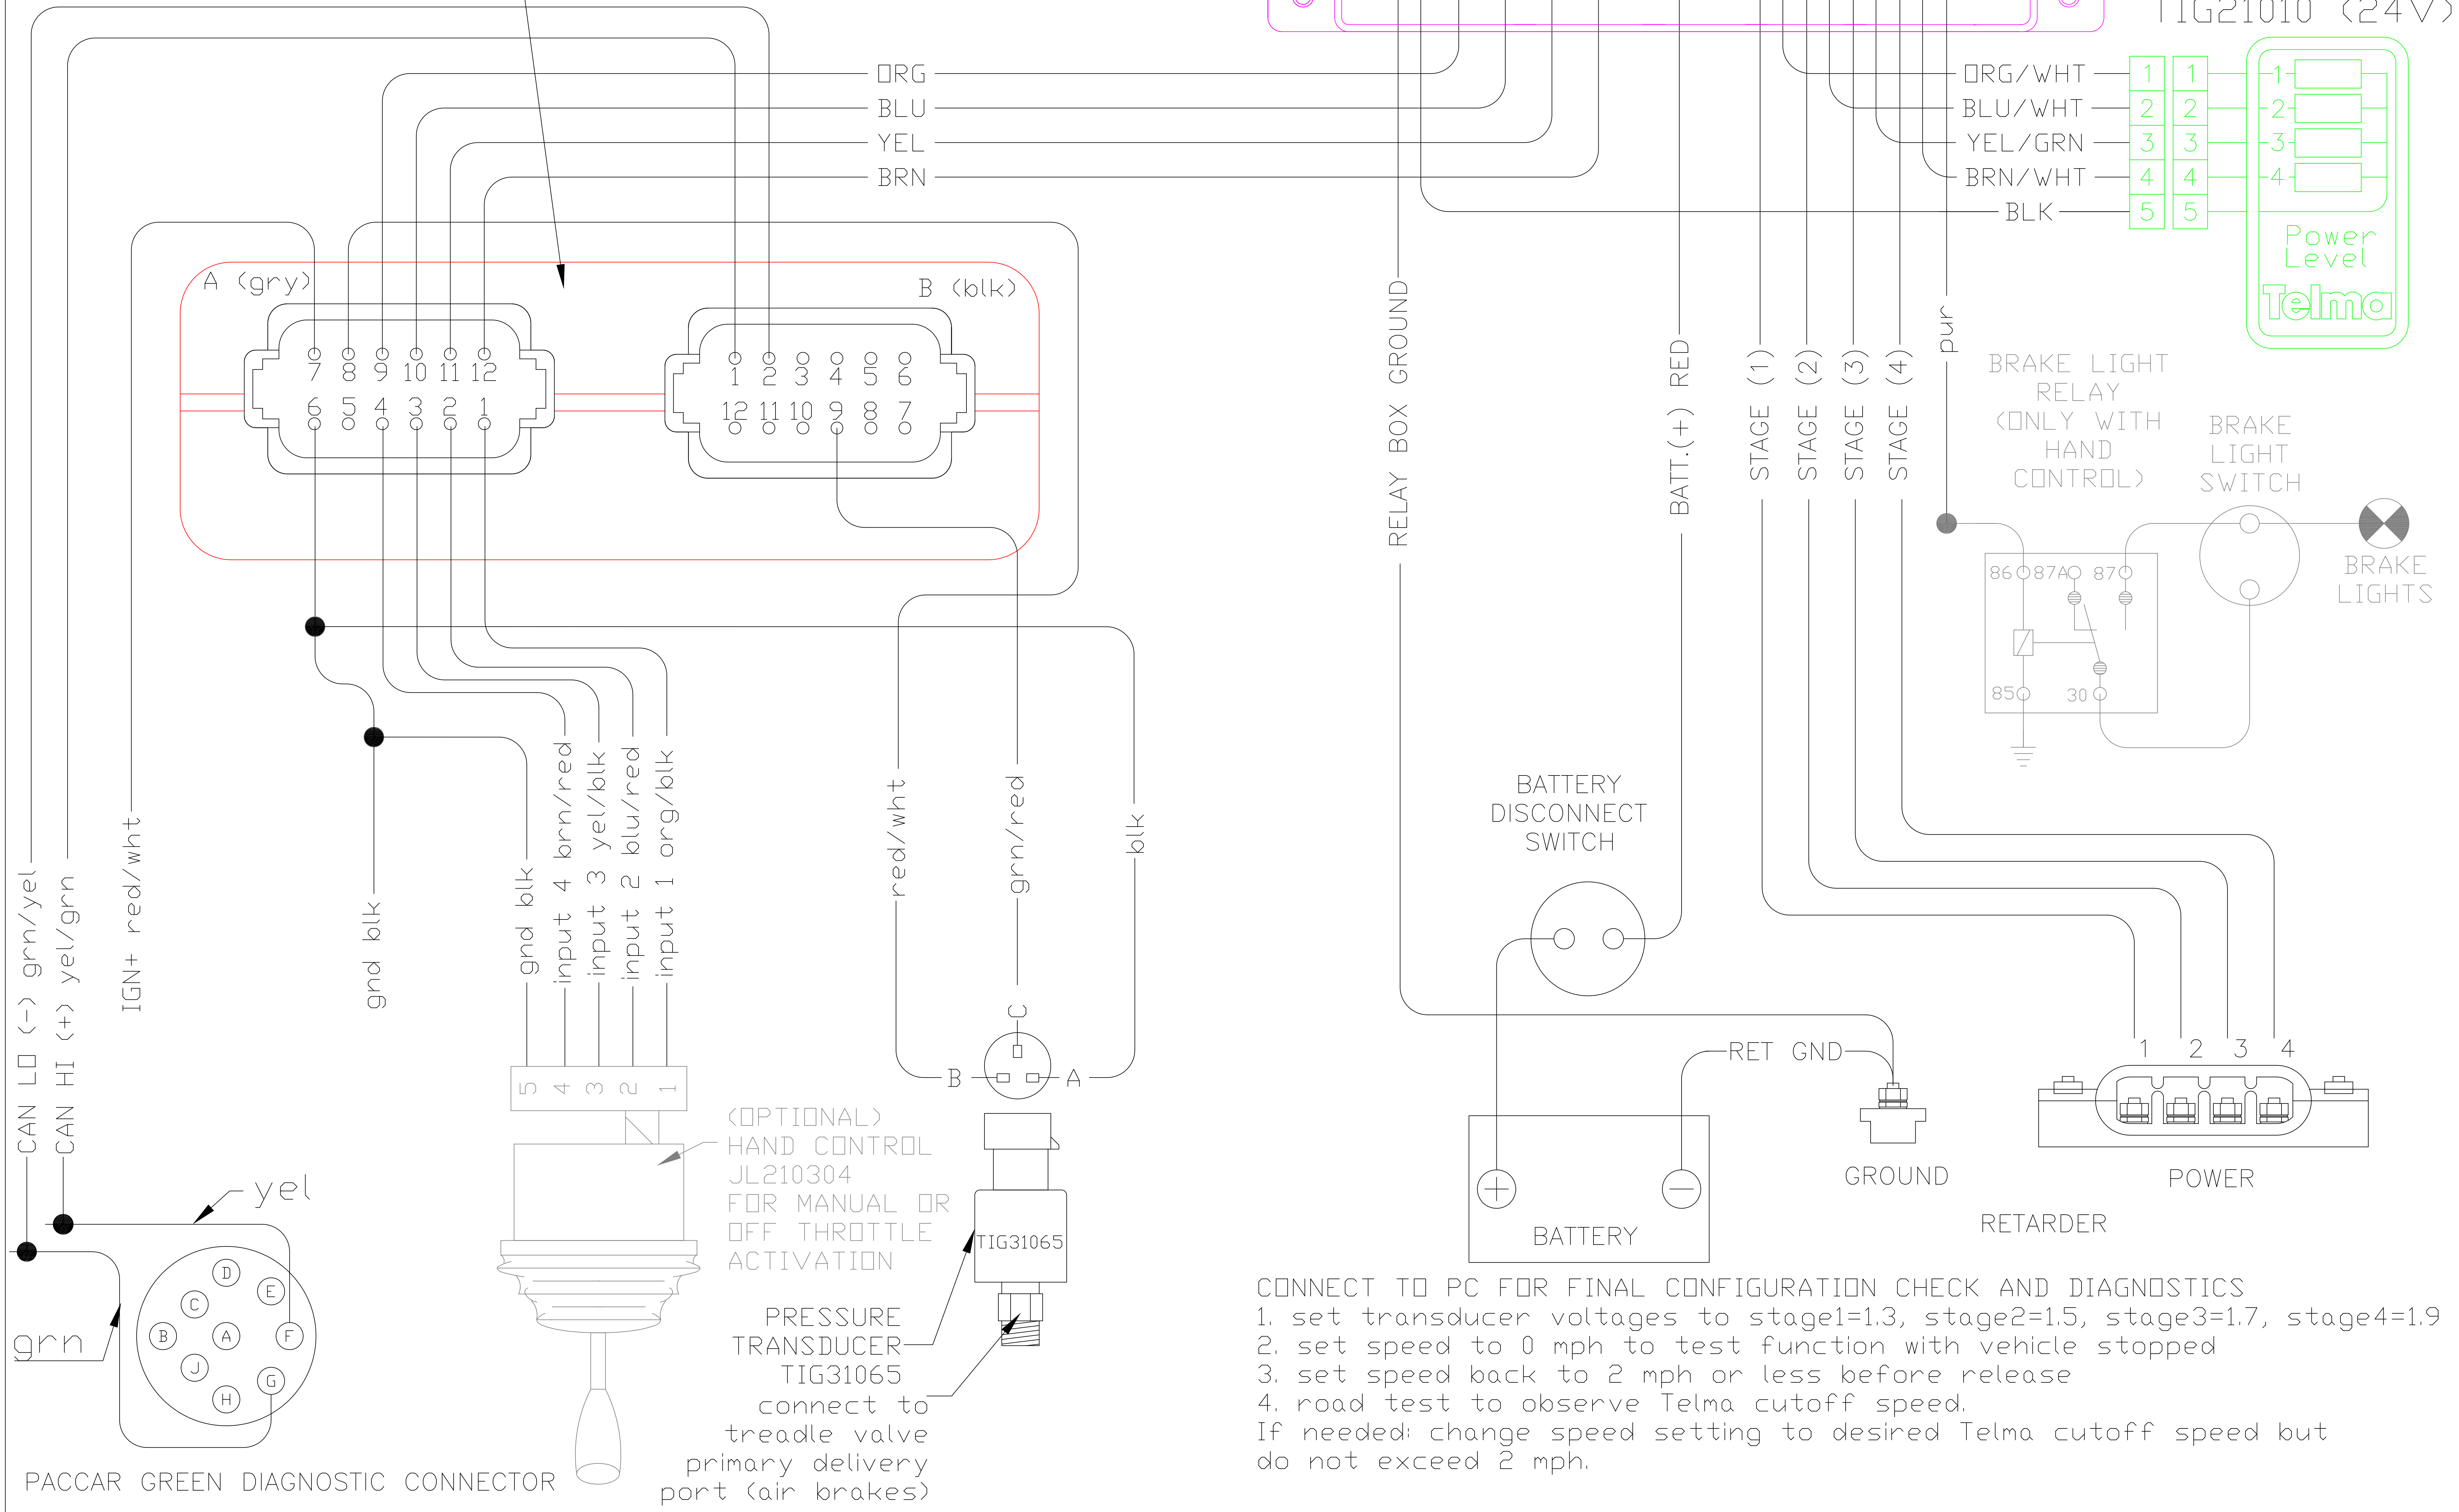 TIG21010 (24V)
ORG
BLU
YEL
BRN
ORG/WHT
BLU/WHT
YEL/GRN
BRN/WHT
BLK
1 1 1
2 2 2
3 3 3
4 4 4
5 5
Power
Level
Telma
A (gry)
B (blk)
7 8 9 10 11 12
6 5 4 3 2 1
1 2 3 4 5 6
12 11 10 9 8 7
RELAY BOX GROUND
BATT.(+) RED
STAGE (1)
STAGE (2)
STAGE (3)
STAGE (4)
pur
BRAKE LIGHT
RELAY
(ONLY WITH
HAND
CONTROL)
BRAKE
LIGHT
SWITCH
BRAKE
LIGHTS
86 87A 87
85 30
CAN LO (-) grn/yel
CAN HI (+) yel/grn
IGN+ red/wht
gnd blk
gnd blk
input 4 brn/red
input 3 yel/blk
input 2 blu/red
input 1 org/blk
red/wht
grn/red
blk
5 4 3 2 1
C
B A
(OPTIONAL)
HAND CONTROL
JL210304
FOR MANUAL OR
OFF THROTTLE
ACTIVATION
TIG31065
PRESSURE
TRANSDUCER
TIG31065
connect to
treadle valve
primary delivery
port (air brakes)
yel
grn
D
E
C
B A F
J
G
H
PACCAR GREEN DIAGNOSTIC CONNECTOR
BATTERY
DISCONNECT
SWITCH
RET GND
+ −
BATTERY
GROUND
1 2 3 4
POWER
RETARDER
CONNECT TO PC FOR FINAL CONFIGURATION CHECK AND DIAGNOSTICS
1. set transducer voltages to stage1=1.3, stage2=1.5, stage3=1.7, stage4=1.9
2. set speed to 0 mph to test function with vehicle stopped
3. set speed back to 2 mph or less before release
4. road test to observe Telma cutoff speed.
If needed: change speed setting to desired Telma cutoff speed but
do not exceed 2 mph.